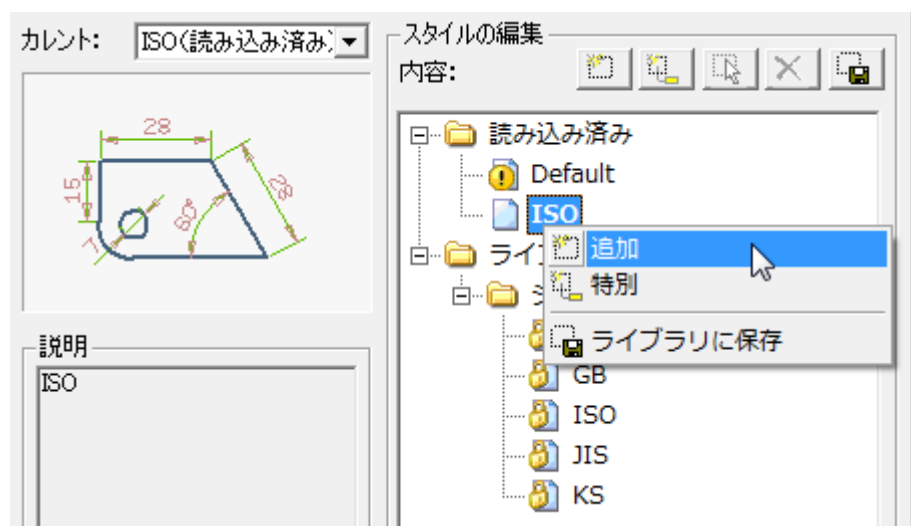 カレント:
ISO(読み込み済み)
28
15
32
60°
7
説明
ISO
スタイルの編集
内容:
読み込み済み
Default
ISO
追加
特別
ライブラリに保存
GB
ISO
JIS
KS